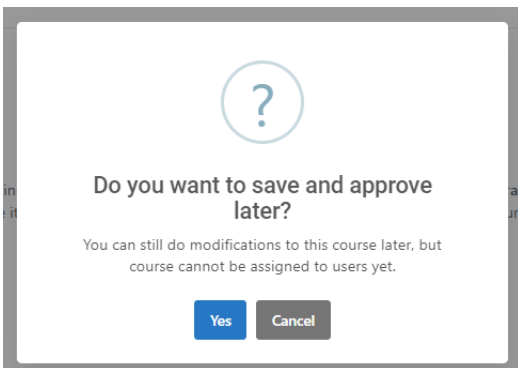 ?
Do you want to save and approve
later?
You can still do modifications to this course later, but
course cannot be assigned to users yet.
Yes Cancel